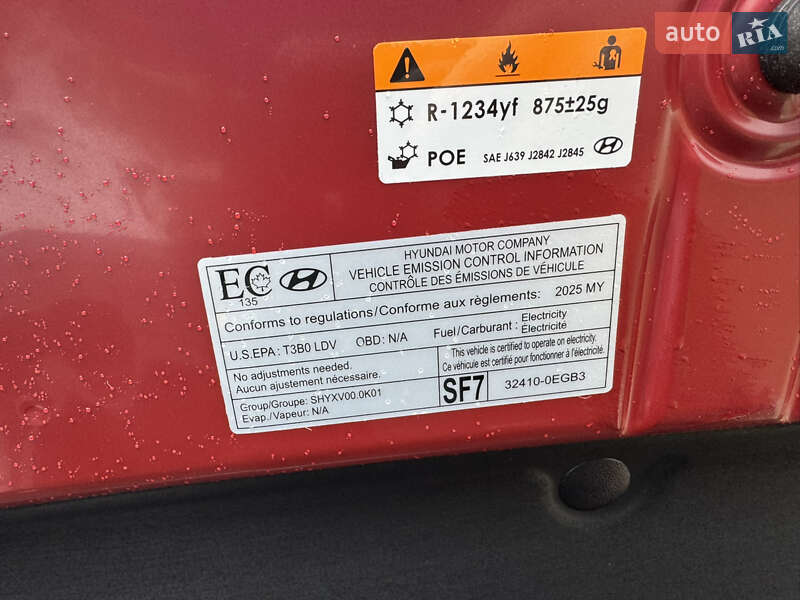 auto RIA
.com
R-1234yf 875±25g
POE SAE J639 J2842 J2845
EC
135
HYUNDAI MOTOR COMPANY
VEHICLE EMISSION CONTROL INFORMATION
CONTRÔLE DES ÉMISSIONS DE VÉHICULE
Conforms to regulations/Conforme aux règlements: 2025 MY
U.S.EPA : T3B0 LDV OBD: N/A Fuel/Carburant : Electricity
Électricité
No adjustments needed.
Aucun ajustement nécessaire.
This vehicle is certified to operate on electricity.
Ce véhicule est certifié pour fonctionner à l'électricité.
Group/Groupe: SHYXV00.0K01
Evap./Vapeur: N/A
SF7 32410-0EGB3